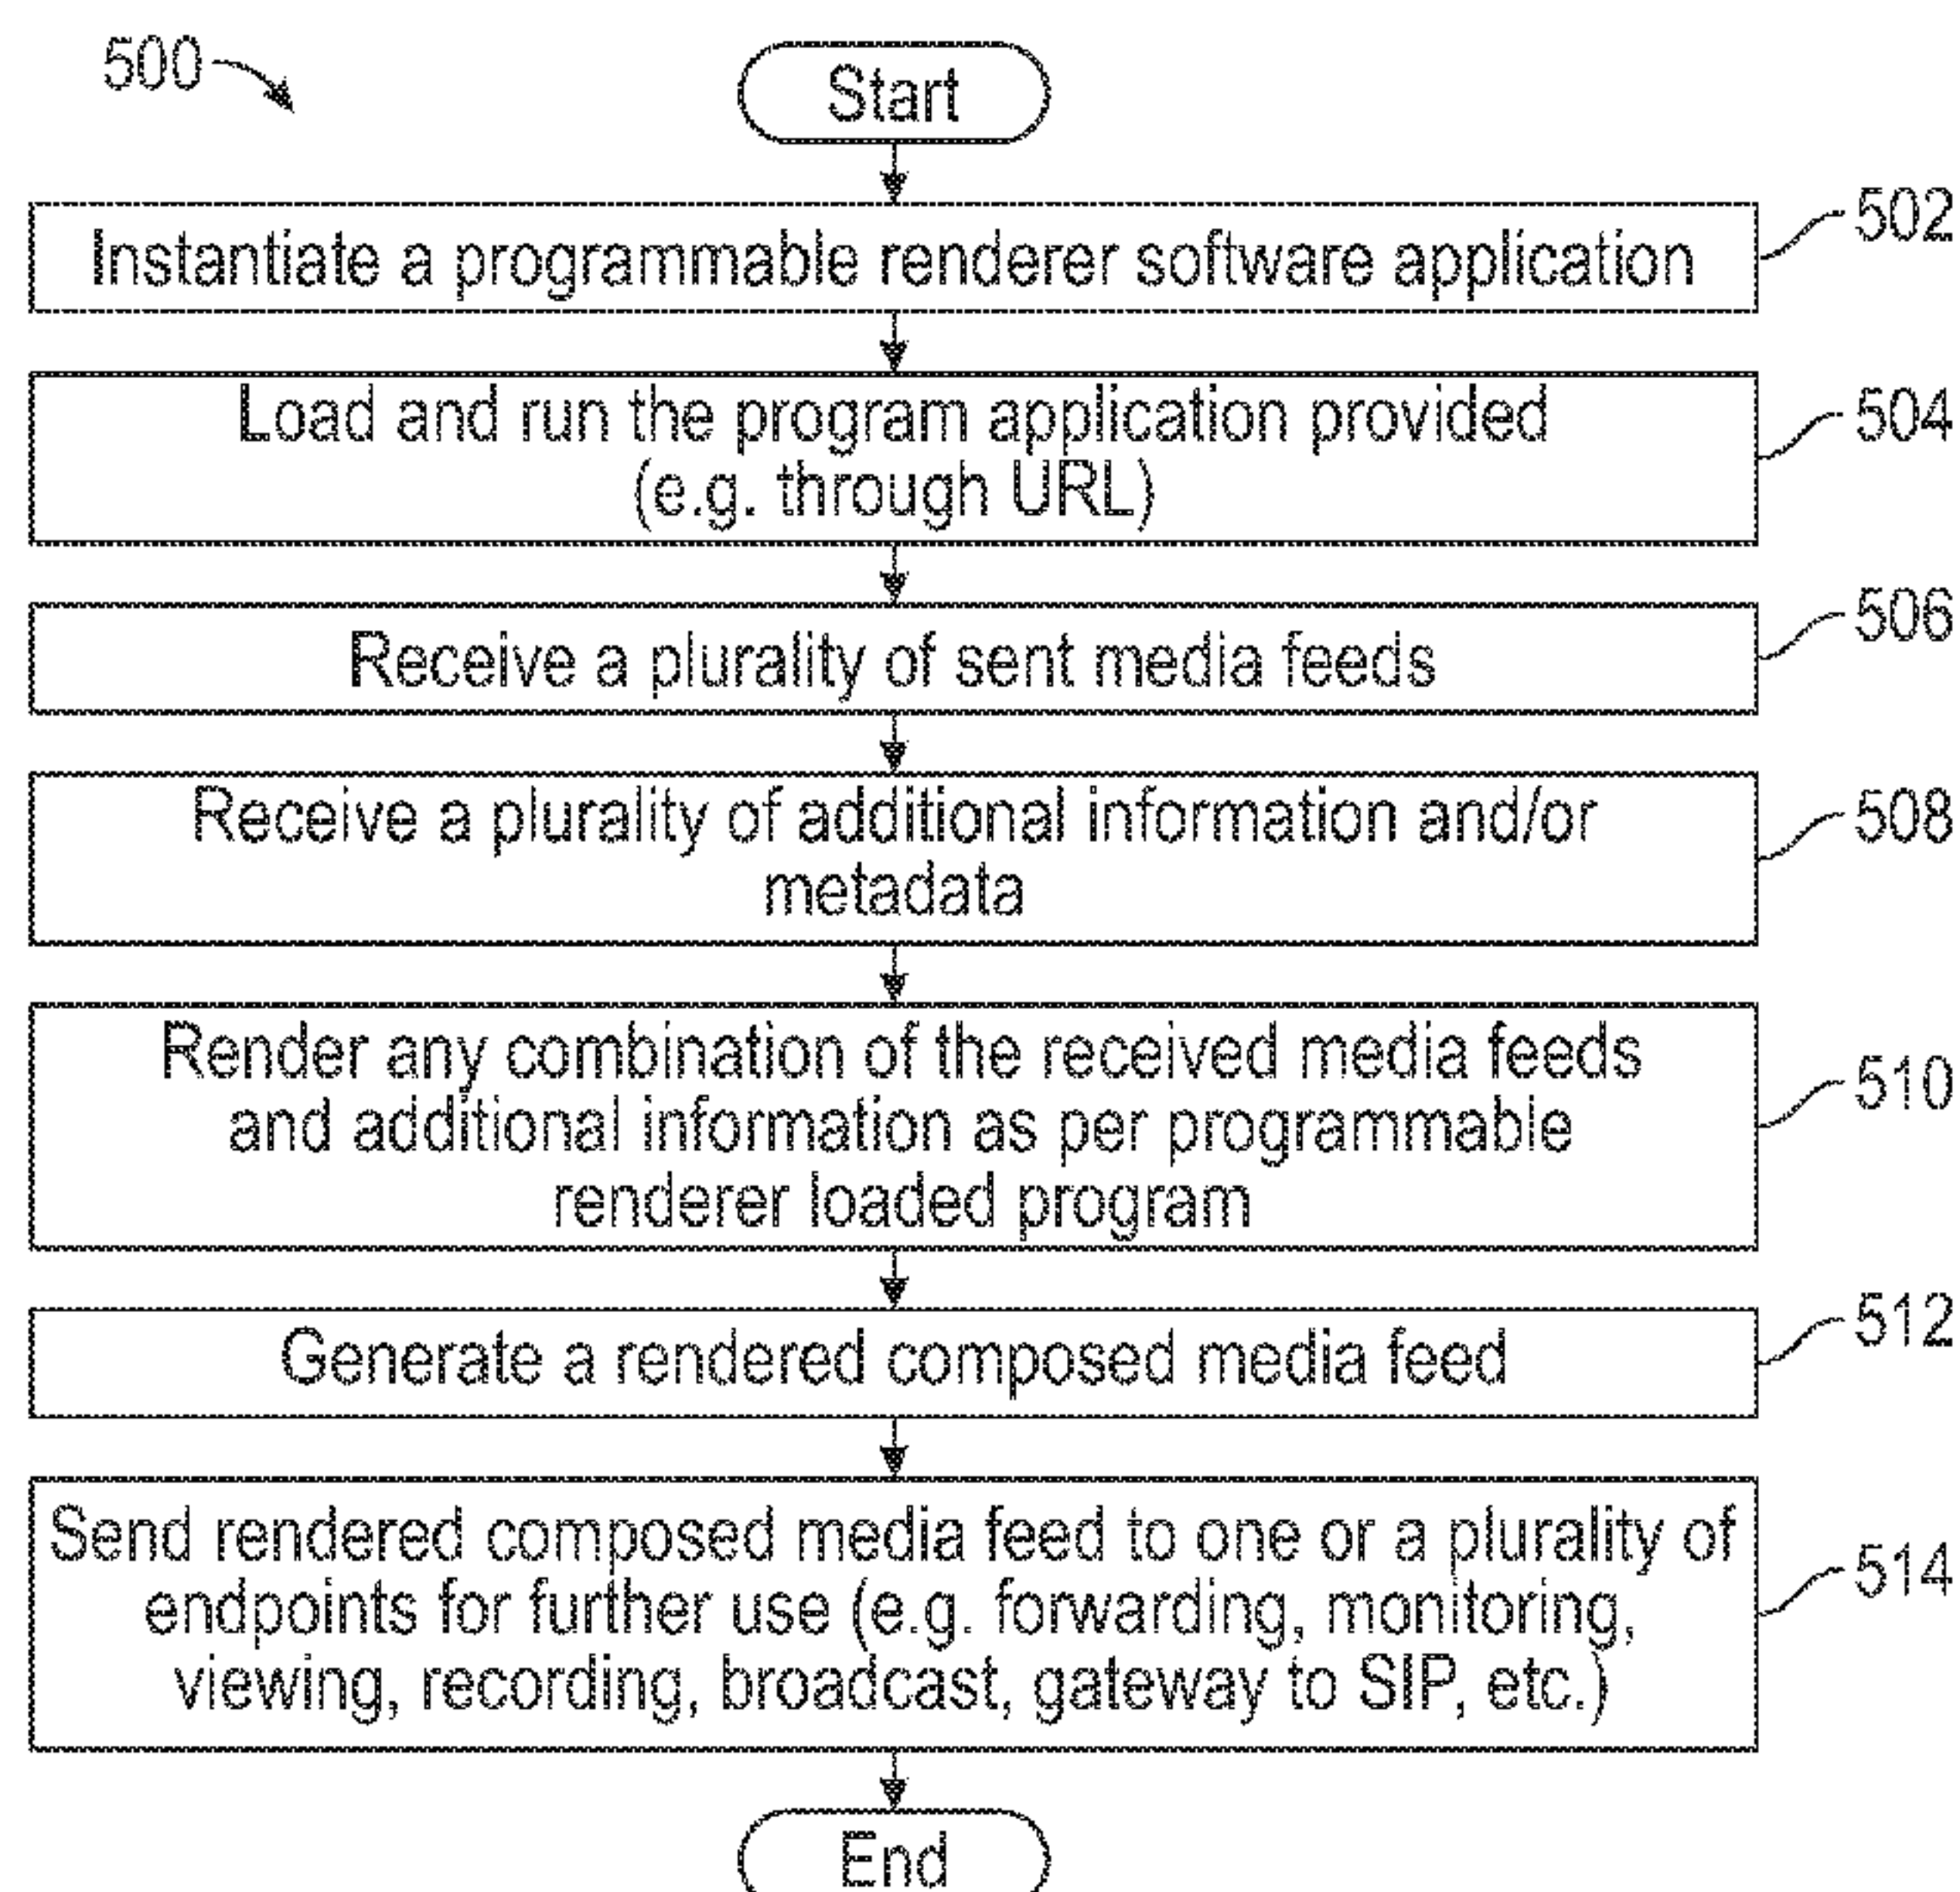 500
Start
Instantiate a programmable renderer software application
502
Load and run the program application provided
(e.g. through URL)
504
Receive a plurality of sent media feeds
506
Receive a plurality of additional information and/or
metadata
508
Render any combination of the received media feeds
and additional information as per programmable
renderer loaded program
510
Generate a rendered composed media feed
512
Send rendered composed media feed to one or a plurality of
endpoints for further use (e.g. forwarding, monitoring,
viewing, recording, broadcast, gateway to SIP, etc.)
514
End